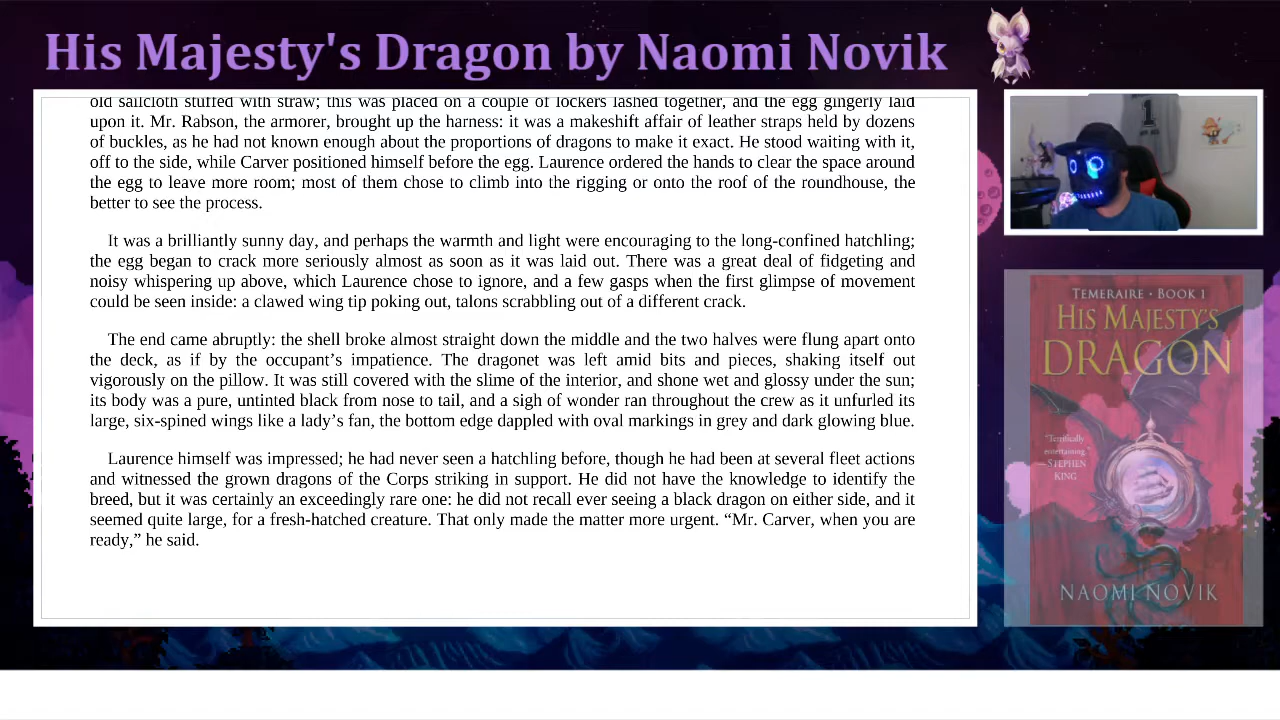 His Majesty's Dragon by Naomi Novik
old sailcloth stuffed with straw; this was placed on a couple of lockers lashed together, and the egg gingerly laid
upon it. Mr. Rabson, the armorer, brought up the harness: it was a makeshift affair of leather straps held by dozens
of buckles, as he had not known enough about the proportions of dragons to make it exact. He stood waiting with it,
off to the side, while Carver positioned himself before the egg. Laurence ordered the hands to clear the space around
the egg to leave more room; most of them chose to climb into the rigging or onto the roof of the roundhouse, the
better to see the process.
It was a brilliantly sunny day, and perhaps the warmth and light were encouraging to the long-confined hatchling;
the egg began to crack more seriously almost as soon as it was laid out. There was a great deal of fidgeting and
noisy whispering up above, which Laurence chose to ignore, and a few gasps when the first glimpse of movement
could be seen inside: a clawed wing tip poking out, talons scrabbling out of a different crack.
The end came abruptly: the shell broke almost straight down the middle and the two halves were flung apart onto
the deck, as if by the occupant’s impatience. The dragonet was left amid bits and pieces, shaking itself out
vigorously on the pillow. It was still covered with the slime of the interior, and shone wet and glossy under the sun;
its body was a pure, untinted black from nose to tail, and a sigh of wonder ran throughout the crew as it unfurled its
large, six-spined wings like a lady’s fan, the bottom edge dappled with oval markings in grey and dark glowing blue.
Laurence himself was impressed; he had never seen a hatchling before, though he had been at several fleet actions
and witnessed the grown dragons of the Corps striking in support. He did not have the knowledge to identify the
breed, but it was certainly an exceedingly rare one: he did not recall ever seeing a black dragon on either side, and it
seemed quite large, for a fresh-hatched creature. That only made the matter more urgent. “Mr. Carver, when you are
ready,” he said.
1
TEMERAIRE • BOOK 1
HIS MAJESTY'S
DRAGON
"Terrifically
entertaining."
—STEPHEN
KING
NAOMI NOVIK